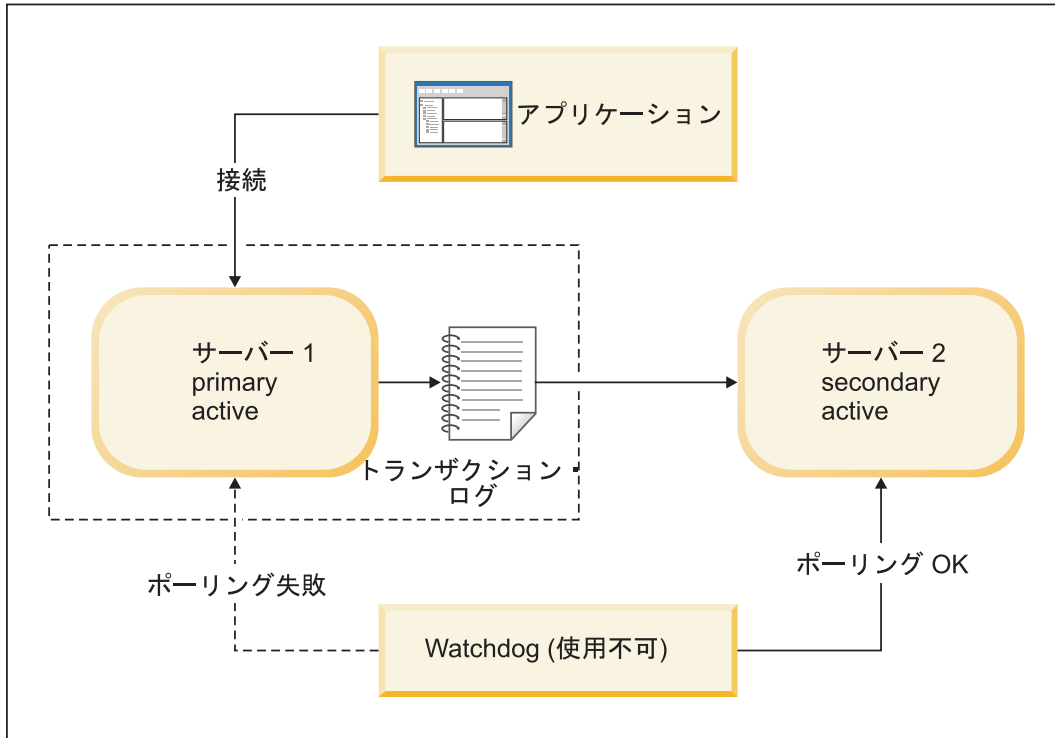 アプリケーション
接続
サーバー 1
primary
active
トランザクション・
ログ
サーバー 2
secondary
active
ポーリング失敗
ポーリング OK
Watchdog (使用不可)